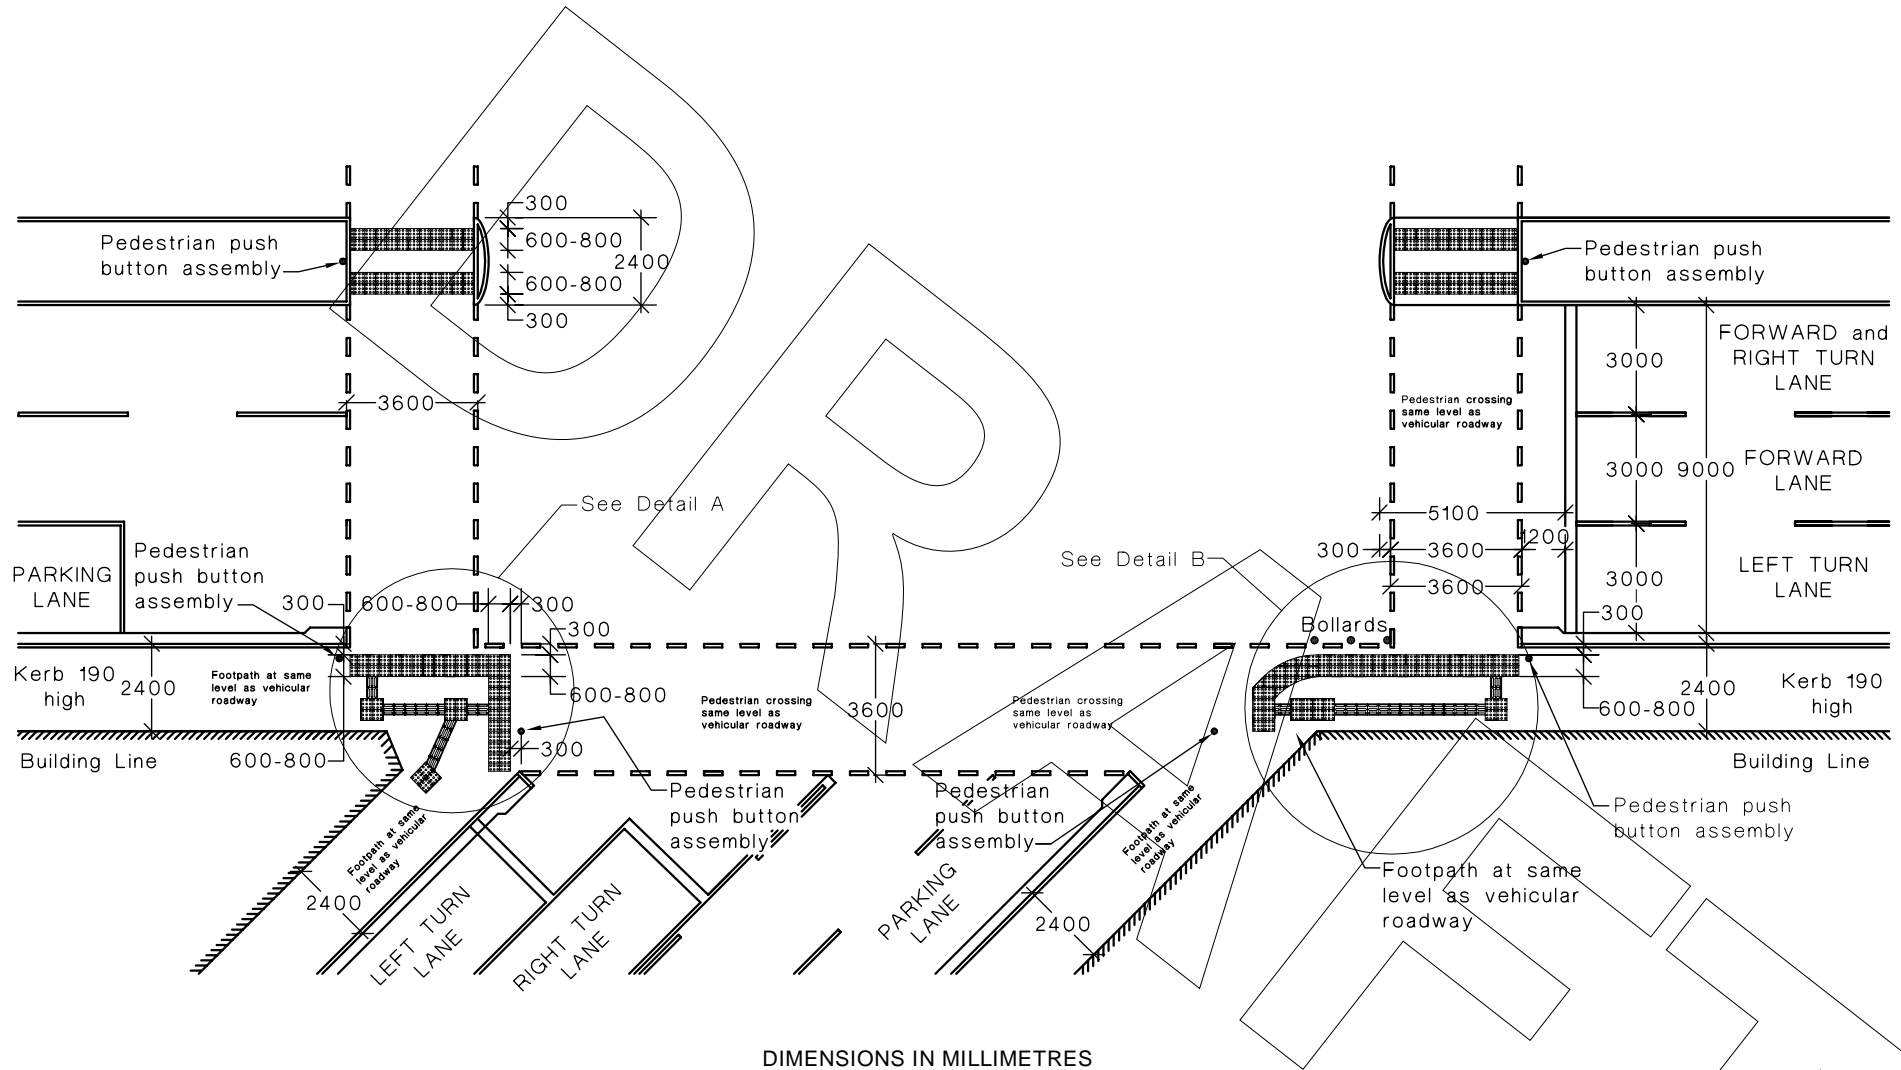 300
Pedestrian push
button assembly
600-800
2400
600-800
300
Pedestrian push
button assembly
FORWARD and
RIGHT TURN
LANE
3000
3600
Pedestrian crossing
same level as
vehicular roadway
3000
9000
FORWARD
LANE
See Detail A
5100
1200
Pedestrian
push button
assembly
300
3600
See Detail B
PARKING
LANE
3600
3000
LEFT TURN
LANE
300
600-800
300
300
Bollards
300
Kerb 190
high
2400
Footpath at same
level as vehicular
roadway
600-800
Pedestrian crossing
same level as
vehicular roadway
3600
Pedestrian crossing
same level as
vehicular roadway
2400
600-800
Kerb 190
high
Building Line
600-800
300
Building Line
Pedestrian
push button
assembly
Pedestrian
push button
assembly
Pedestrian push
button assembly
Footpath at same
level as vehicular
roadway
Footpath at same
level as vehicular
roadway
Footpath at same
level as vehicular
roadway
2400
LEFT TURN
LANE
RIGHT TURN
LANE
PARKING
LANE
2400
DRAFT
DIMENSIONS IN MILLIMETRES